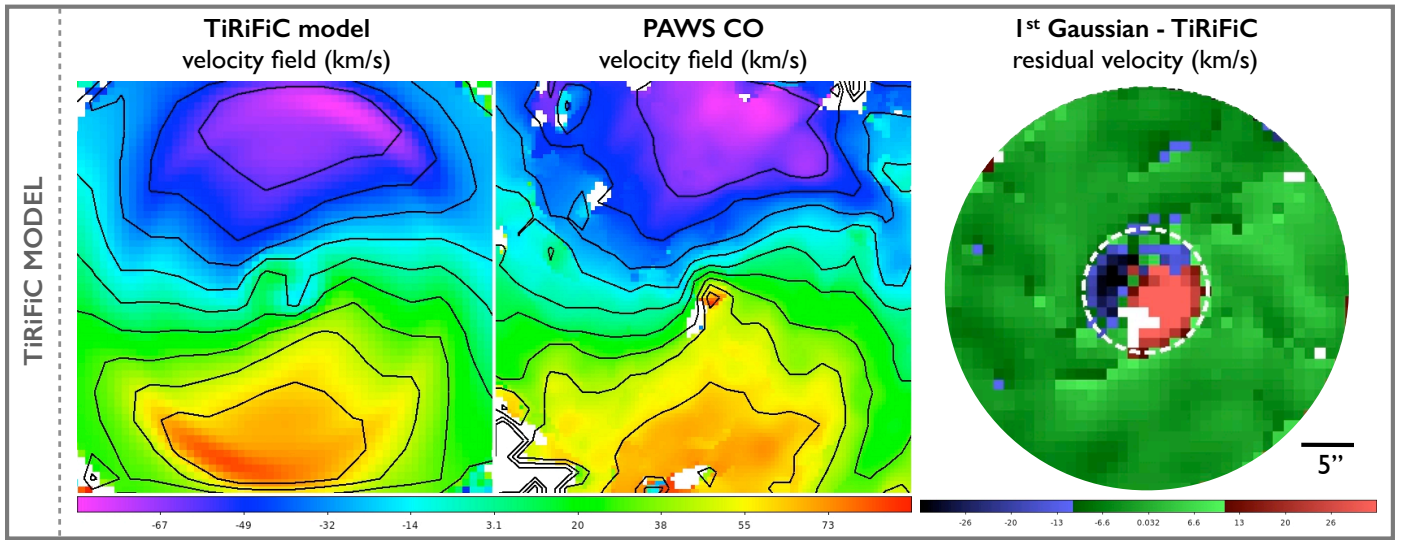 TiRiFiC MODEL
TiRiFiC model
velocity field (km/s)
PAWS CO
velocity field (km/s)
1st Gaussian - TiRiFiC
residual velocity (km/s)
5”
-67 -49 -32 -14 3.1 20 38 55 73
-26 -20 -13 -6.6 0.032 6.6 13 20 26